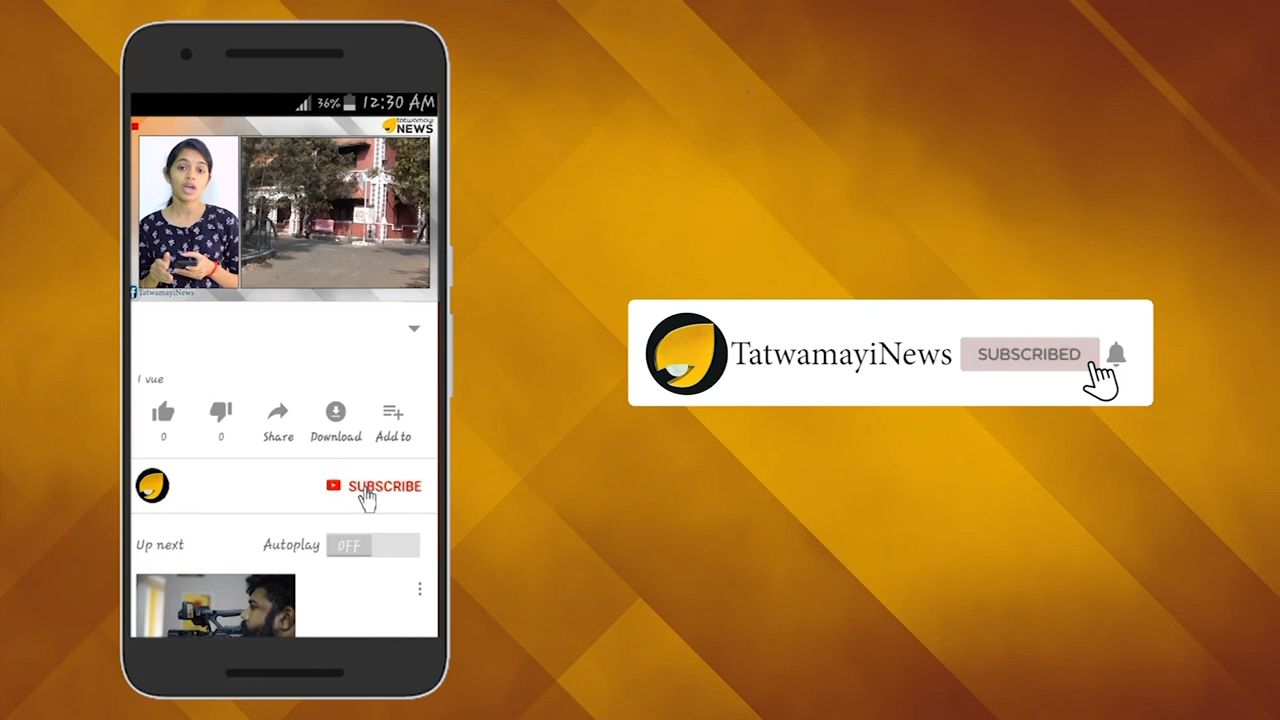 36% 12:30 AM
tatwamayi
NEWS
TatwamayiNews
1 vue
0 0 Share Download Add to
SUBSCRIBE
Up next Autoplay OFF
TatwamayiNews SUBSCRIBED